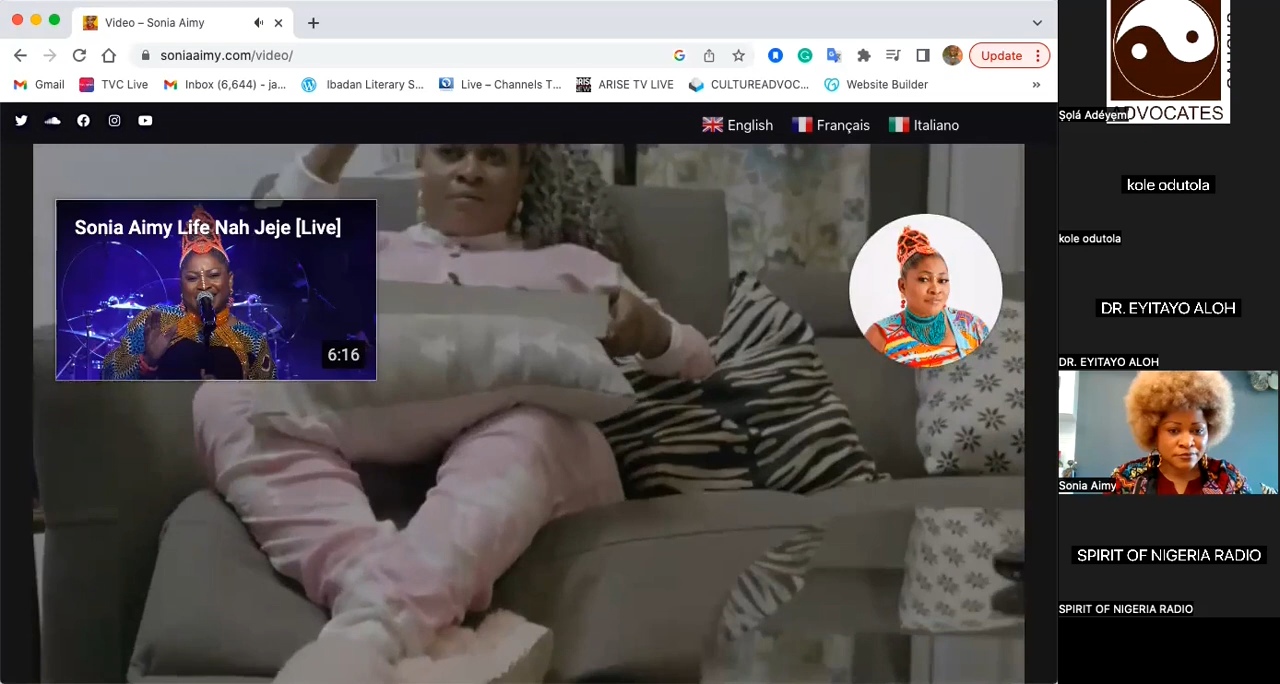 Video – Sonia Aimy
soniaaimy.com/video/
Update
Gmail
TVC Live
Inbox (6,644) - ja...
Ibadan Literary S...
Live – Channels T...
ARISE TV LIVE
CULTUREADVOC...
Website Builder
»
English
Français
Italiano
Sonia Aimy Life Nah Jeje [Live]
6:16
ADVOCATES
Ṣọlá Adéyẹmí
kole odutola
kole odutola
DR. EYITAYO ALOH
DR. EYITAYO ALOH
Sonia Aimy
SPIRIT OF NIGERIA RADIO
SPIRIT OF NIGERIA RADIO